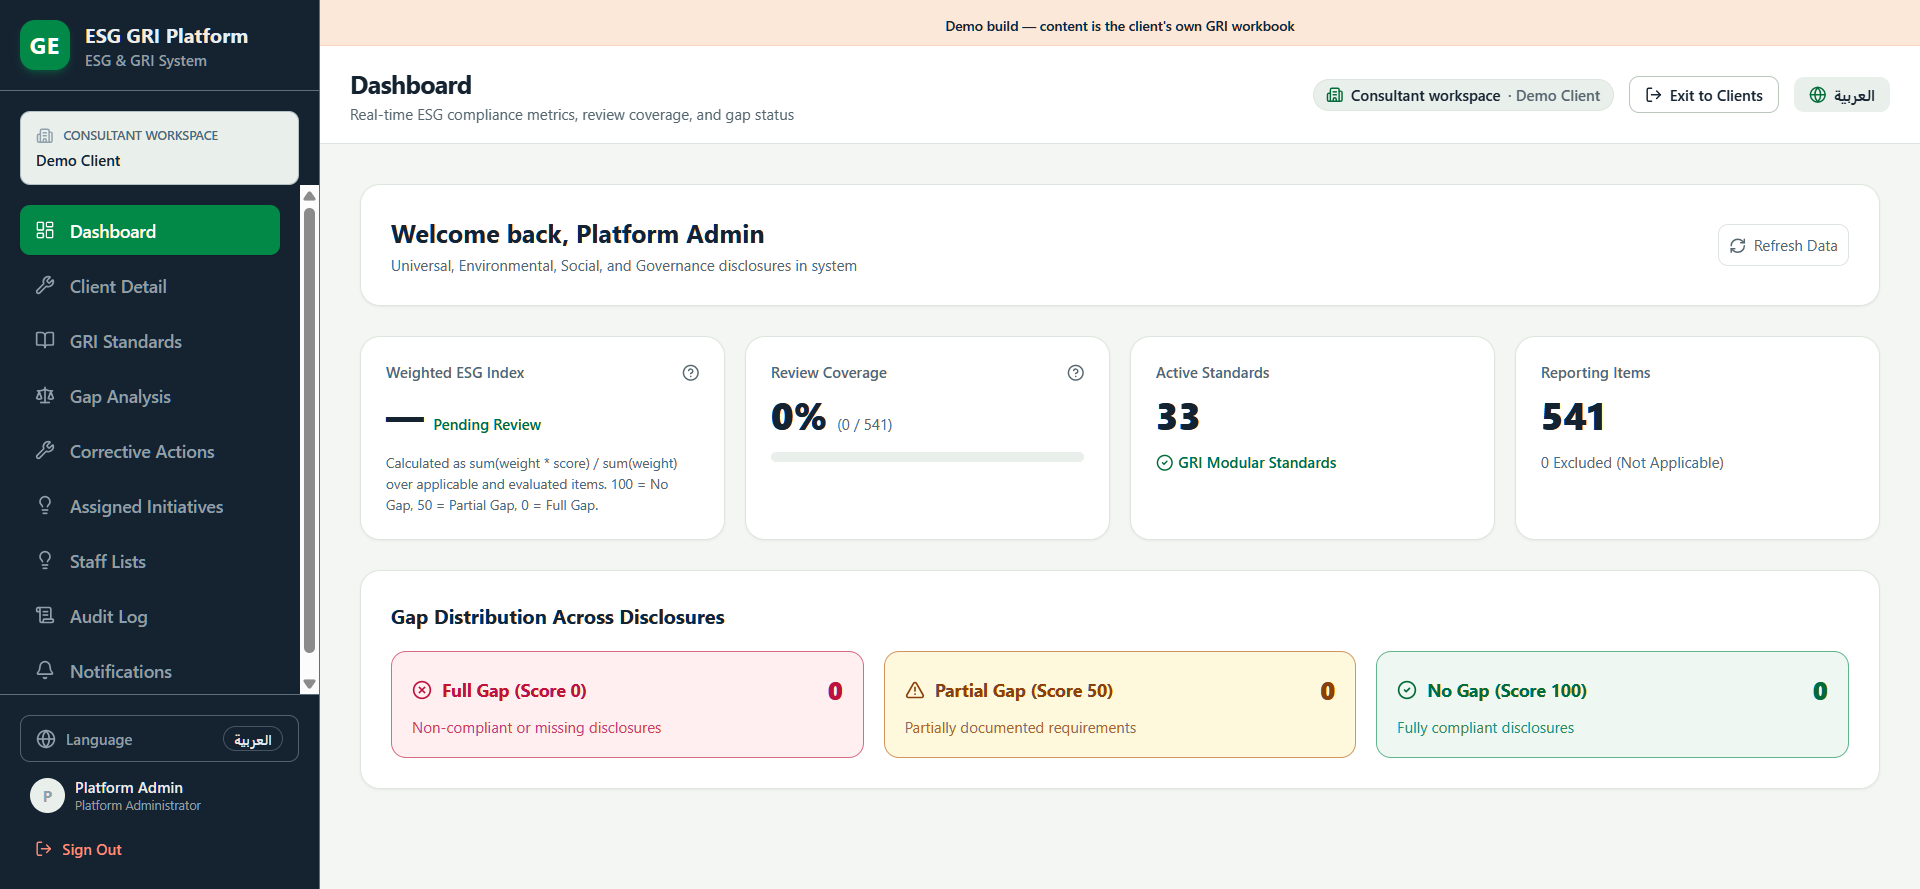 GE
ESG GRI Platform
ESG & GRI System
CONSULTANT WORKSPACE
Demo Client
Dashboard
Client Detail
GRI Standards
Gap Analysis
Corrective Actions
Assigned Initiatives
Staff Lists
Audit Log
Notifications
Language
العربية
P
Platform Admin
Platform Administrator
Sign Out
Demo build — content is the client's own GRI workbook
Dashboard
Real-time ESG compliance metrics, review coverage, and gap status
Consultant workspace · Demo Client
Exit to Clients
العربية
Welcome back, Platform Admin
Universal, Environmental, Social, and Governance disclosures in system
Refresh Data
Weighted ESG Index
— Pending Review
Calculated as sum(weight * score) / sum(weight)
over applicable and evaluated items. 100 = No
Gap, 50 = Partial Gap, 0 = Full Gap.
Review Coverage
0% (0 / 541)
Active Standards
33
GRI Modular Standards
Reporting Items
541
0 Excluded (Not Applicable)
Gap Distribution Across Disclosures
Full Gap (Score 0) 0
Non-compliant or missing disclosures
Partial Gap (Score 50) 0
Partially documented requirements
No Gap (Score 100) 0
Fully compliant disclosures